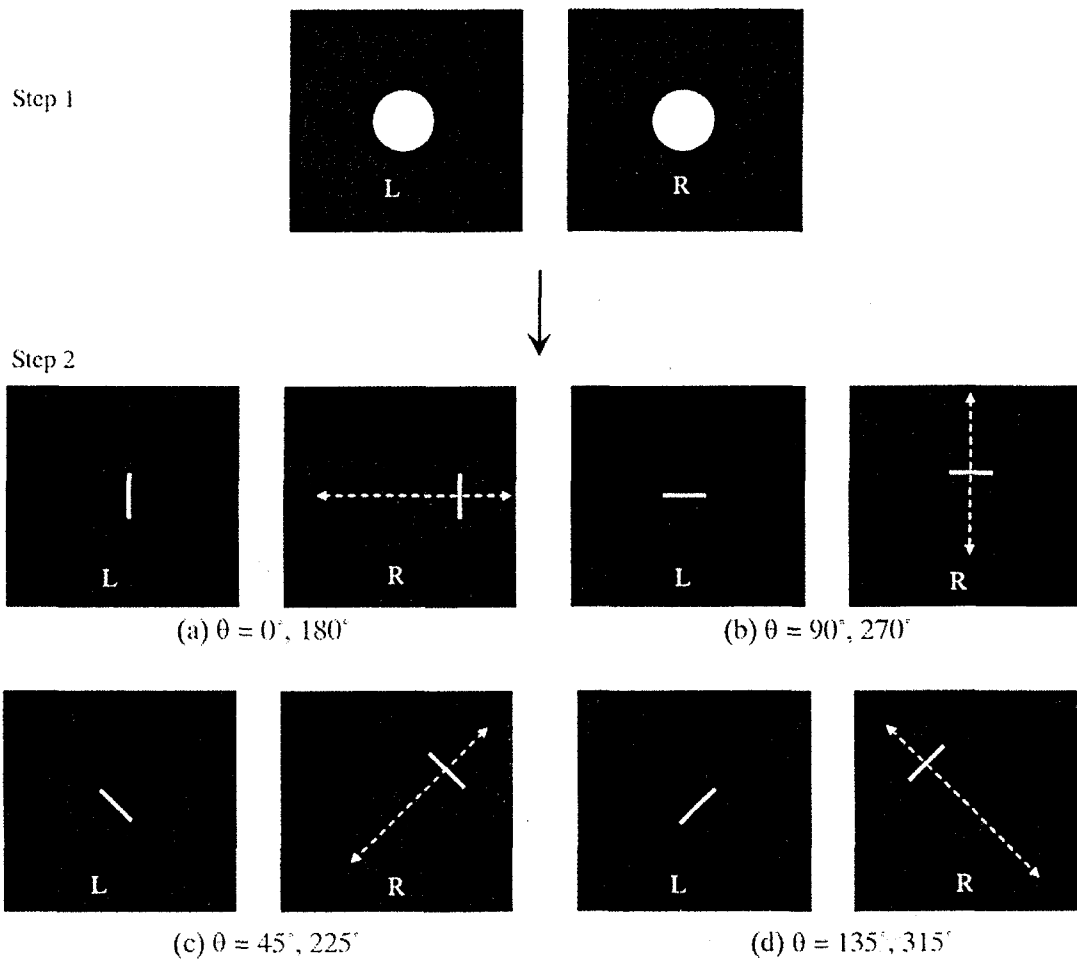 Step 1
L
R
Step 2
L
R
L
R
(a) θ = 0°, 180°
(b) θ = 90°, 270°
L
R
L
R
(c) θ = 45°, 225°
(d) θ = 135°, 315°